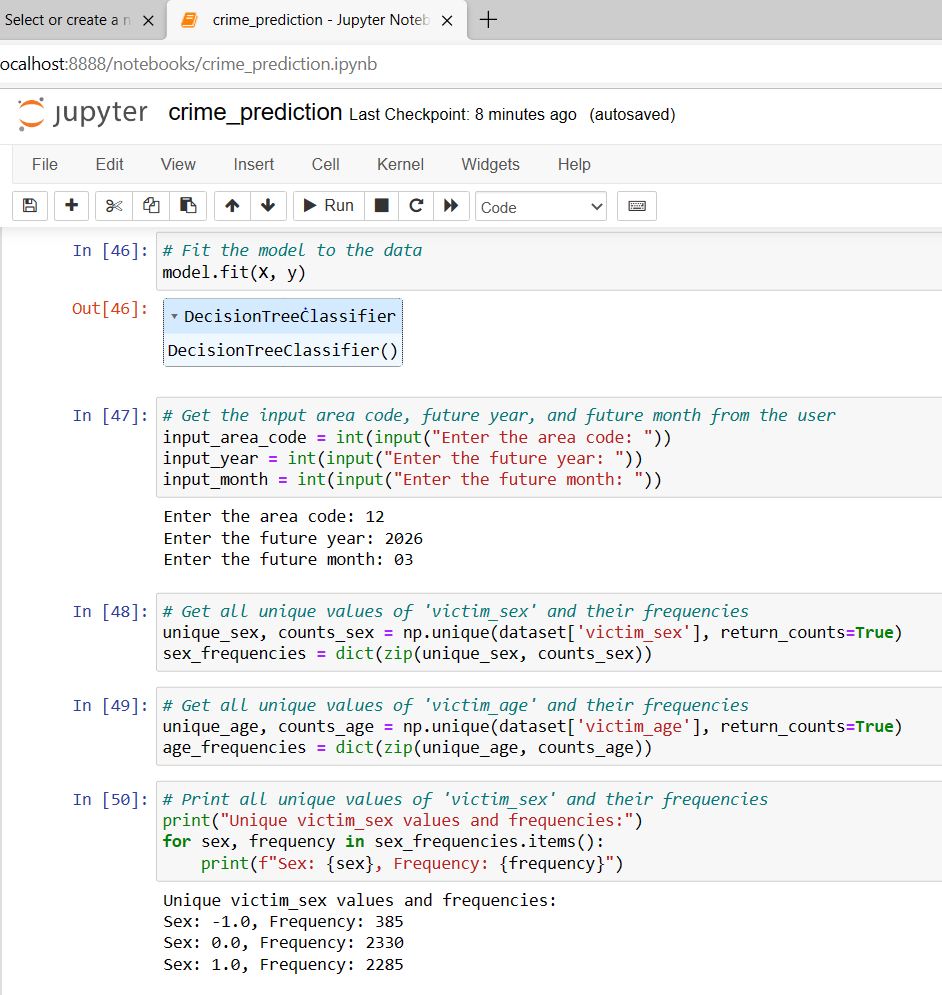 Select or create a n
crime_prediction - Jupyter Noteb
ocalhost:8888/notebooks/crime_prediction.ipynb
jupyter crime_prediction Last Checkpoint: 8 minutes ago (autosaved)
File Edit View Insert Cell Kernel Widgets Help
Run Code
In [46]: # Fit the model to the data
model.fit(X, y)
Out[46]: ▾ DecisionTreeClassifier
DecisionTreeClassifier()
In [47]: # Get the input area code, future year, and future month from the user
input_area_code = int(input("Enter the area code: "))
input_year = int(input("Enter the future year: "))
input_month = int(input("Enter the future month: "))
Enter the area code: 12
Enter the future year: 2026
Enter the future month: 03
In [48]: # Get all unique values of 'victim_sex' and their frequencies
unique_sex, counts_sex = np.unique(dataset['victim_sex'], return_counts=True)
sex_frequencies = dict(zip(unique_sex, counts_sex))
In [49]: # Get all unique values of 'victim_age' and their frequencies
unique_age, counts_age = np.unique(dataset['victim_age'], return_counts=True)
age_frequencies = dict(zip(unique_age, counts_age))
In [50]: # Print all unique values of 'victim_sex' and their frequencies
print("Unique victim_sex values and frequencies:")
for sex, frequency in sex_frequencies.items():
    print(f"Sex: {sex}, Frequency: {frequency}")
Unique victim_sex values and frequencies:
Sex: -1.0, Frequency: 385
Sex: 0.0, Frequency: 2330
Sex: 1.0, Frequency: 2285